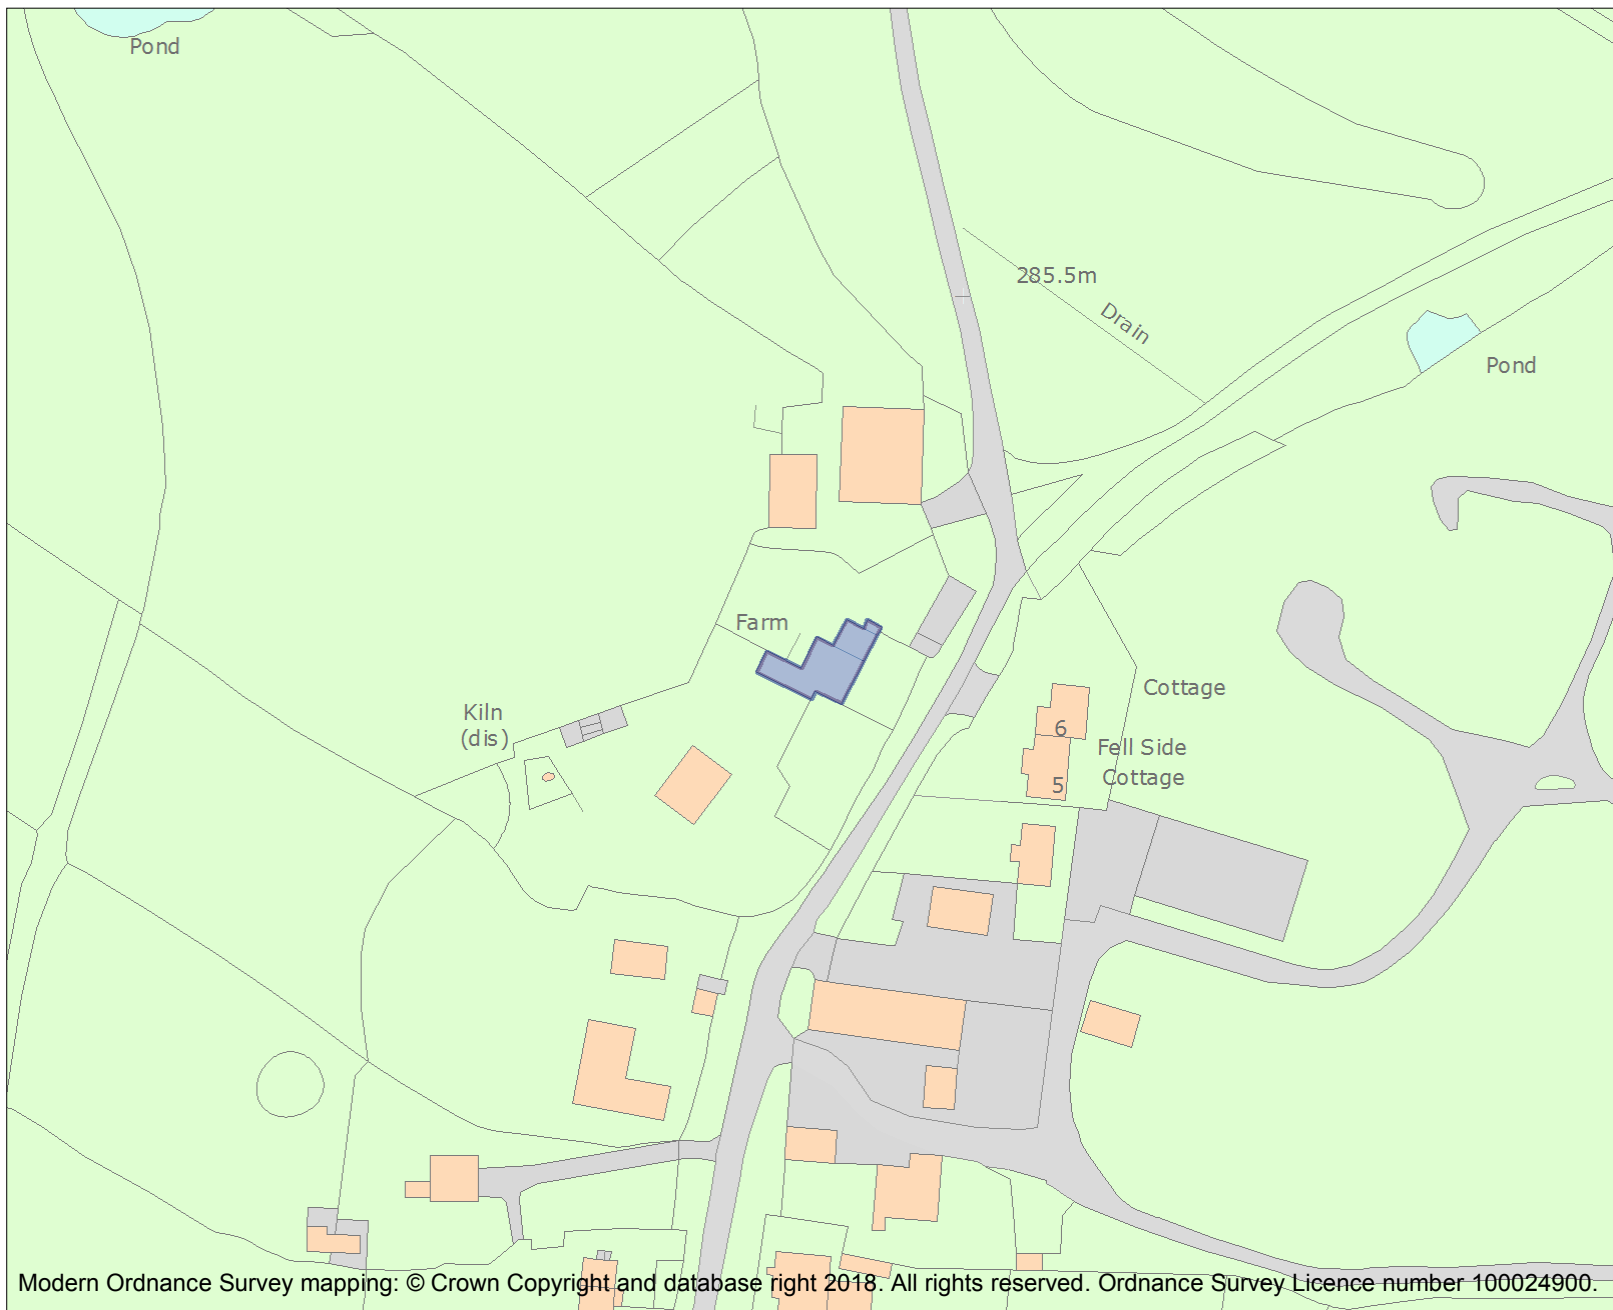 Pond
285.5m
Drain
Pond
Farm
Cottage
Kiln
(dis)
6
Fell Side
Cottage
5
Modern Ordnance Survey mapping: © Crown Copyright and database right 2018. All rights reserved. Ordnance Survey Licence number 100024900.